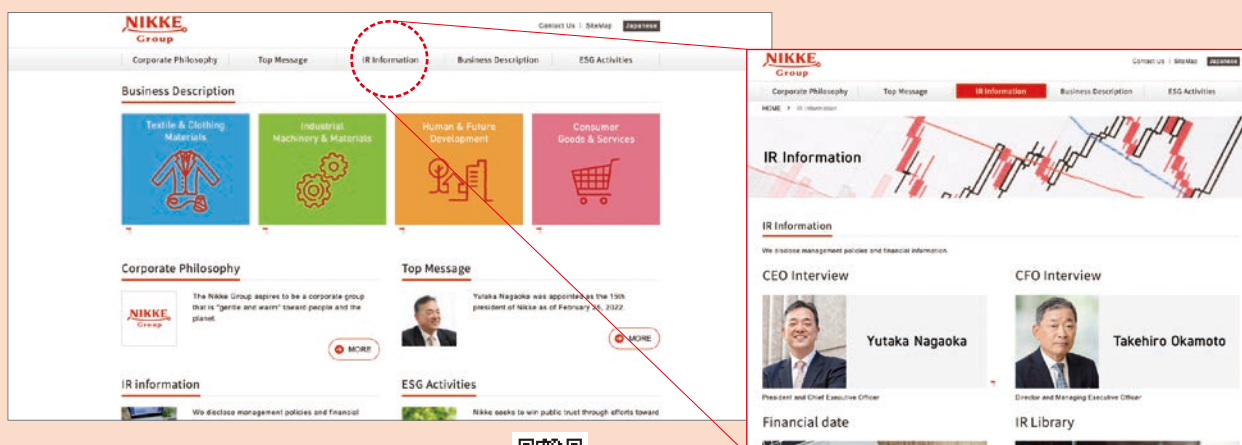 NIKKE
Group
Contact Us | SiteMap Japanese
Corporate Philosophy Top Message IR Information Business Description ESG Activities
Business Description
Textile & Clothing
Materials
Industrial
Machinery & Materials
Human & Future
Development
Consumer
Goods & Services
Corporate Philosophy
NIKKE
Group
The Nikke Group aspires to be a corporate group
that is "gentle and warm" toward people and the
planet.
MORE
Top Message
Yutaka Nagaoka was appointed as the 15th
president of Nikke as of February 25, 2022.
MORE
IR information
We disclose management policies and financial
ESG Activities
Nikke seeks to win public trust through efforts toward
NIKKE
Group
Contact Us | SiteMap Japanese
Corporate Philosophy Top Message IR Information Business Description ESG Activities
HOME > IR Information
IR Information
IR Information
We disclose management policies and financial information.
CEO Interview
Yutaka Nagaoka
President and Chief Executive Officer
CFO Interview
Takehiro Okamoto
Director and Managing Executive Officer
Financial date
IR Library